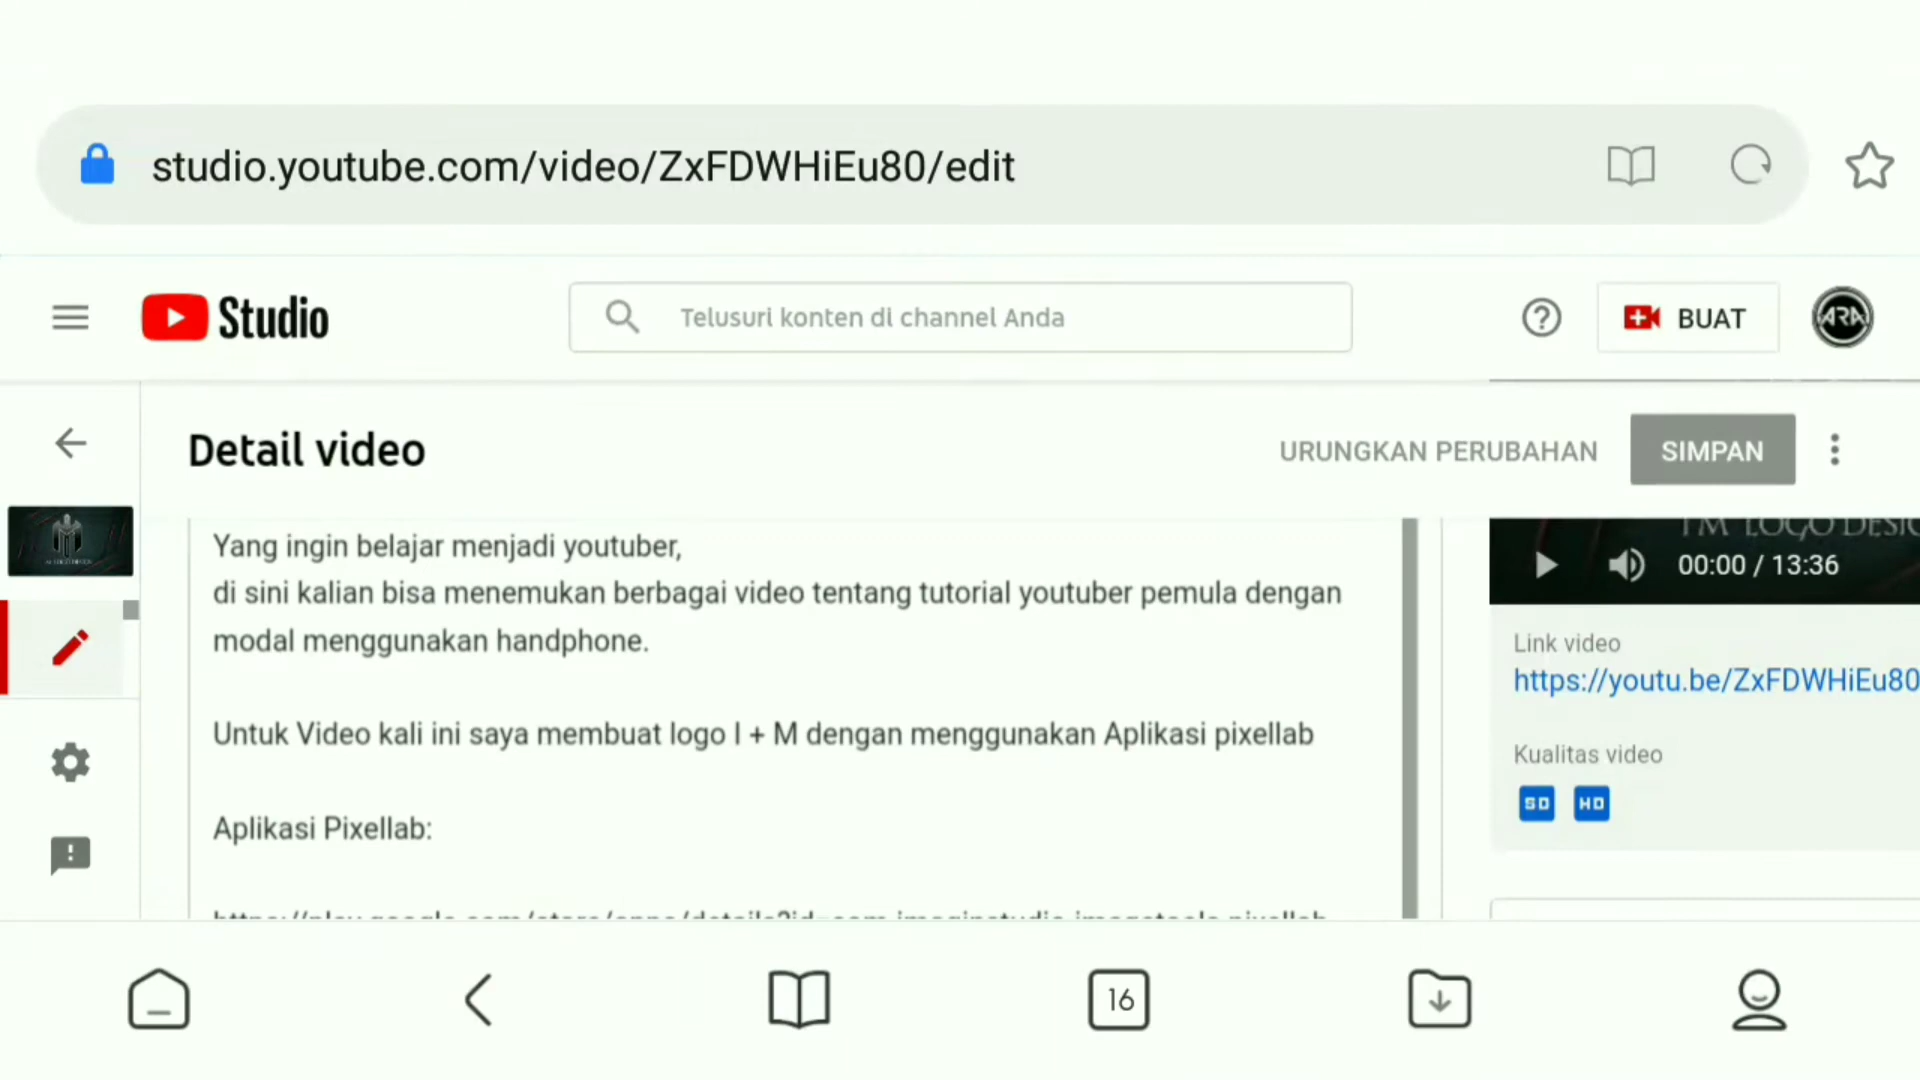 studio.youtube.com/video/ZxFDWHiEu80/edit
Studio
Telusuri konten di channel Anda
BUAT
ARA
Detail video
URUNGKAN PERUBAHAN
SIMPAN
Yang ingin belajar menjadi youtuber,
di sini kalian bisa menemukan berbagai video tentang tutorial youtuber pemula dengan
modal menggunakan handphone.
Untuk Video kali ini saya membuat logo I + M dengan menggunakan Aplikasi pixellab
Aplikasi Pixellab:
LOGO
00:00 / 13:36
Link video
https://youtu.be/ZxFDWHiEu80
Kualitas video
SD
HD
16